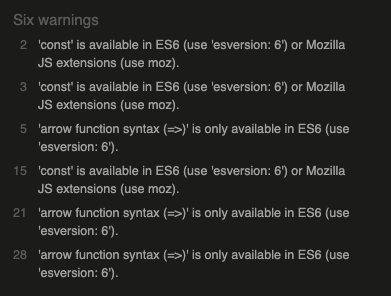 Six warnings
2 'const' is available in ES6 (use 'esversion: 6') or Mozilla
JS extensions (use moz).
3 'const' is available in ES6 (use 'esversion: 6') or Mozilla
JS extensions (use moz).
5 'arrow function syntax (=>)' is only available in ES6 (use
'esversion: 6').
15 'const' is available in ES6 (use 'esversion: 6') or Mozilla
JS extensions (use moz).
21 'arrow function syntax (=>)' is only available in ES6 (use
'esversion: 6').
28 'arrow function syntax (=>)' is only available in ES6 (use
'esversion: 6').